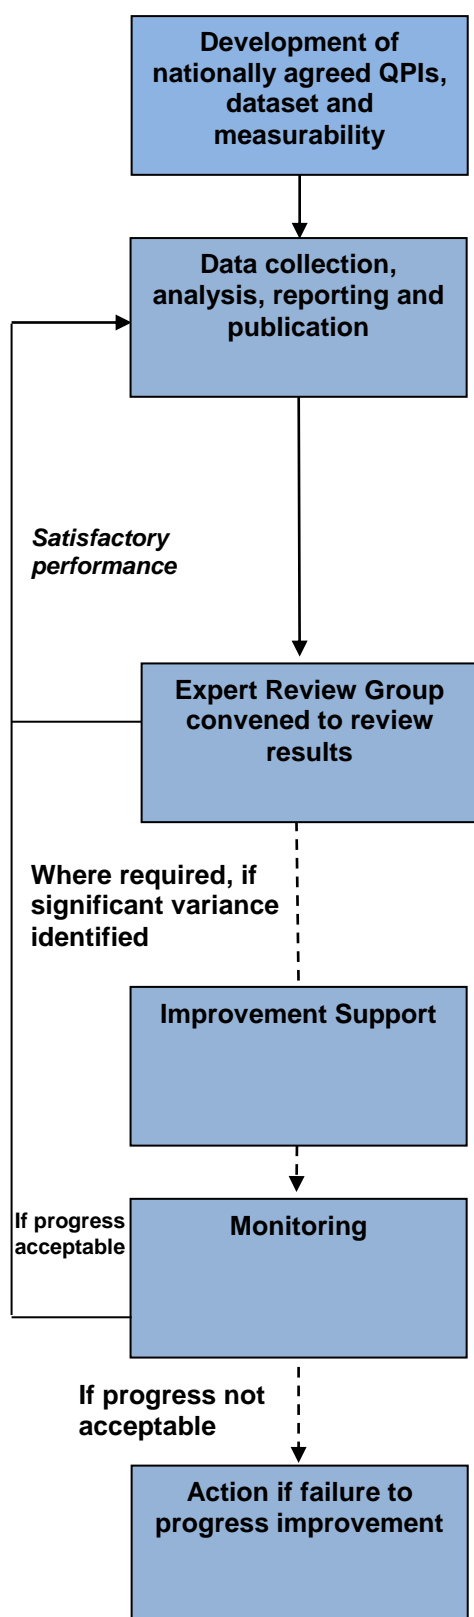 Development of
nationally agreed QPIs,
dataset and
measurability
Data collection,
analysis, reporting and
publication
Satisfactory
performance
Expert Review Group
convened to review
results
Where required, if
significant variance
identified
Improvement Support
If progress
acceptable
Monitoring
If progress not
acceptable
Action if failure to
progress improvement